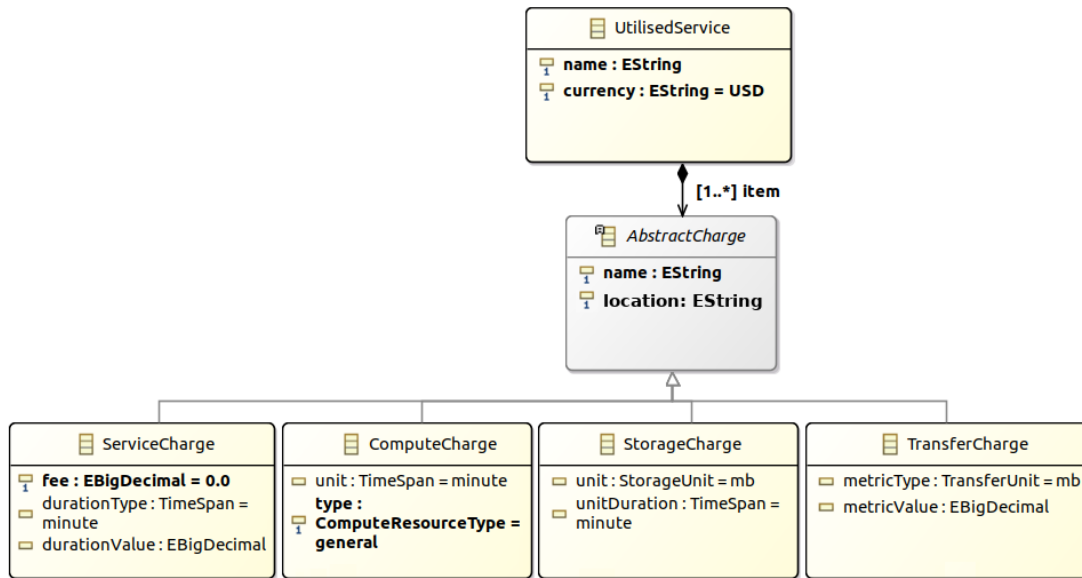 UtilisedService
name : EString
currency : EString = USD
[1..*] item
AbstractCharge
name : EString
location: EString
ServiceCharge
fee : EBigDecimal = 0.0
durationType : TimeSpan =
minute
durationValue : EBigDecimal
ComputeCharge
unit : TimeSpan = minute
type :
ComputeResourceType =
general
StorageCharge
unit : StorageUnit = mb
unitDuration : TimeSpan =
minute
TransferCharge
metricType : TransferUnit = mb
metricValue : EBigDecimal